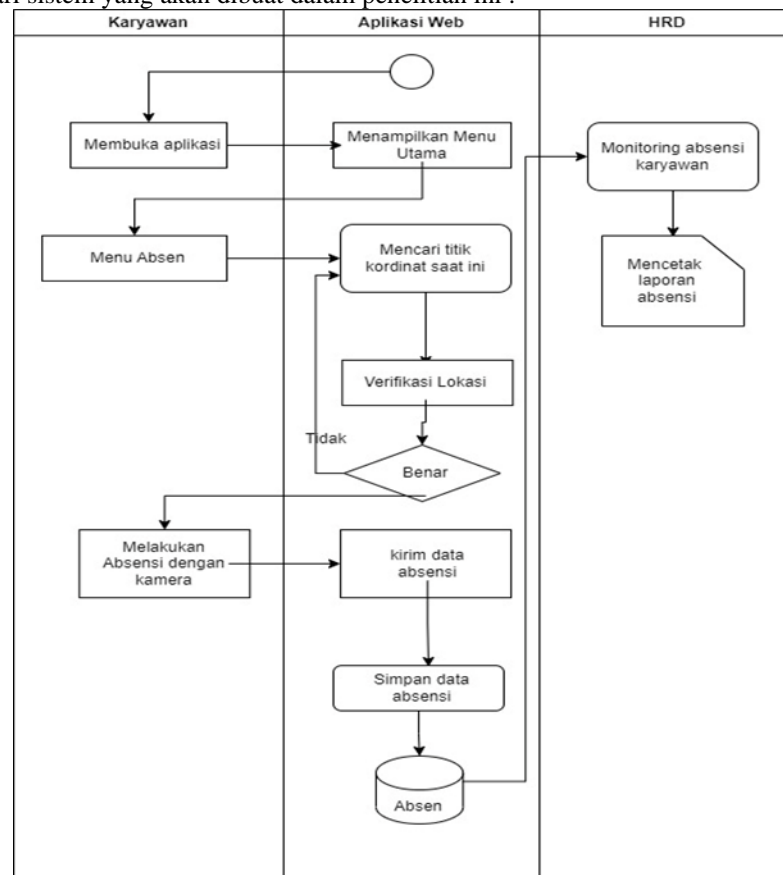 sistem yang akan dibuat dalam penelitian ini :
Karyawan
Aplikasi Web
HRD
Membuka aplikasi
Menampilkan Menu
Utama
Monitoring absensi
karyawan
Menu Absen
Mencari titik
kordinat saat ini
Mencetak
laporan
absensi
Verifikasi Lokasi
Tidak
Benar
Melakukan
Absensi dengan
kamera
kirim data
absensi
Simpan data
absensi
Absen